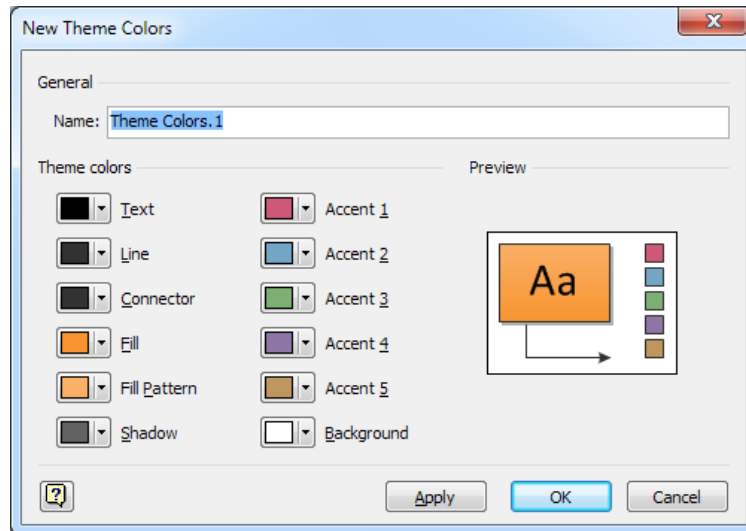 New Theme Colors
General
Name: Theme Colors.1
Theme colors
Preview
Text
Accent 1
Line
Accent 2
Connector
Accent 3
Fill
Accent 4
Fill Pattern
Accent 5
Shadow
Background
Aa
?
Apply
OK
Cancel